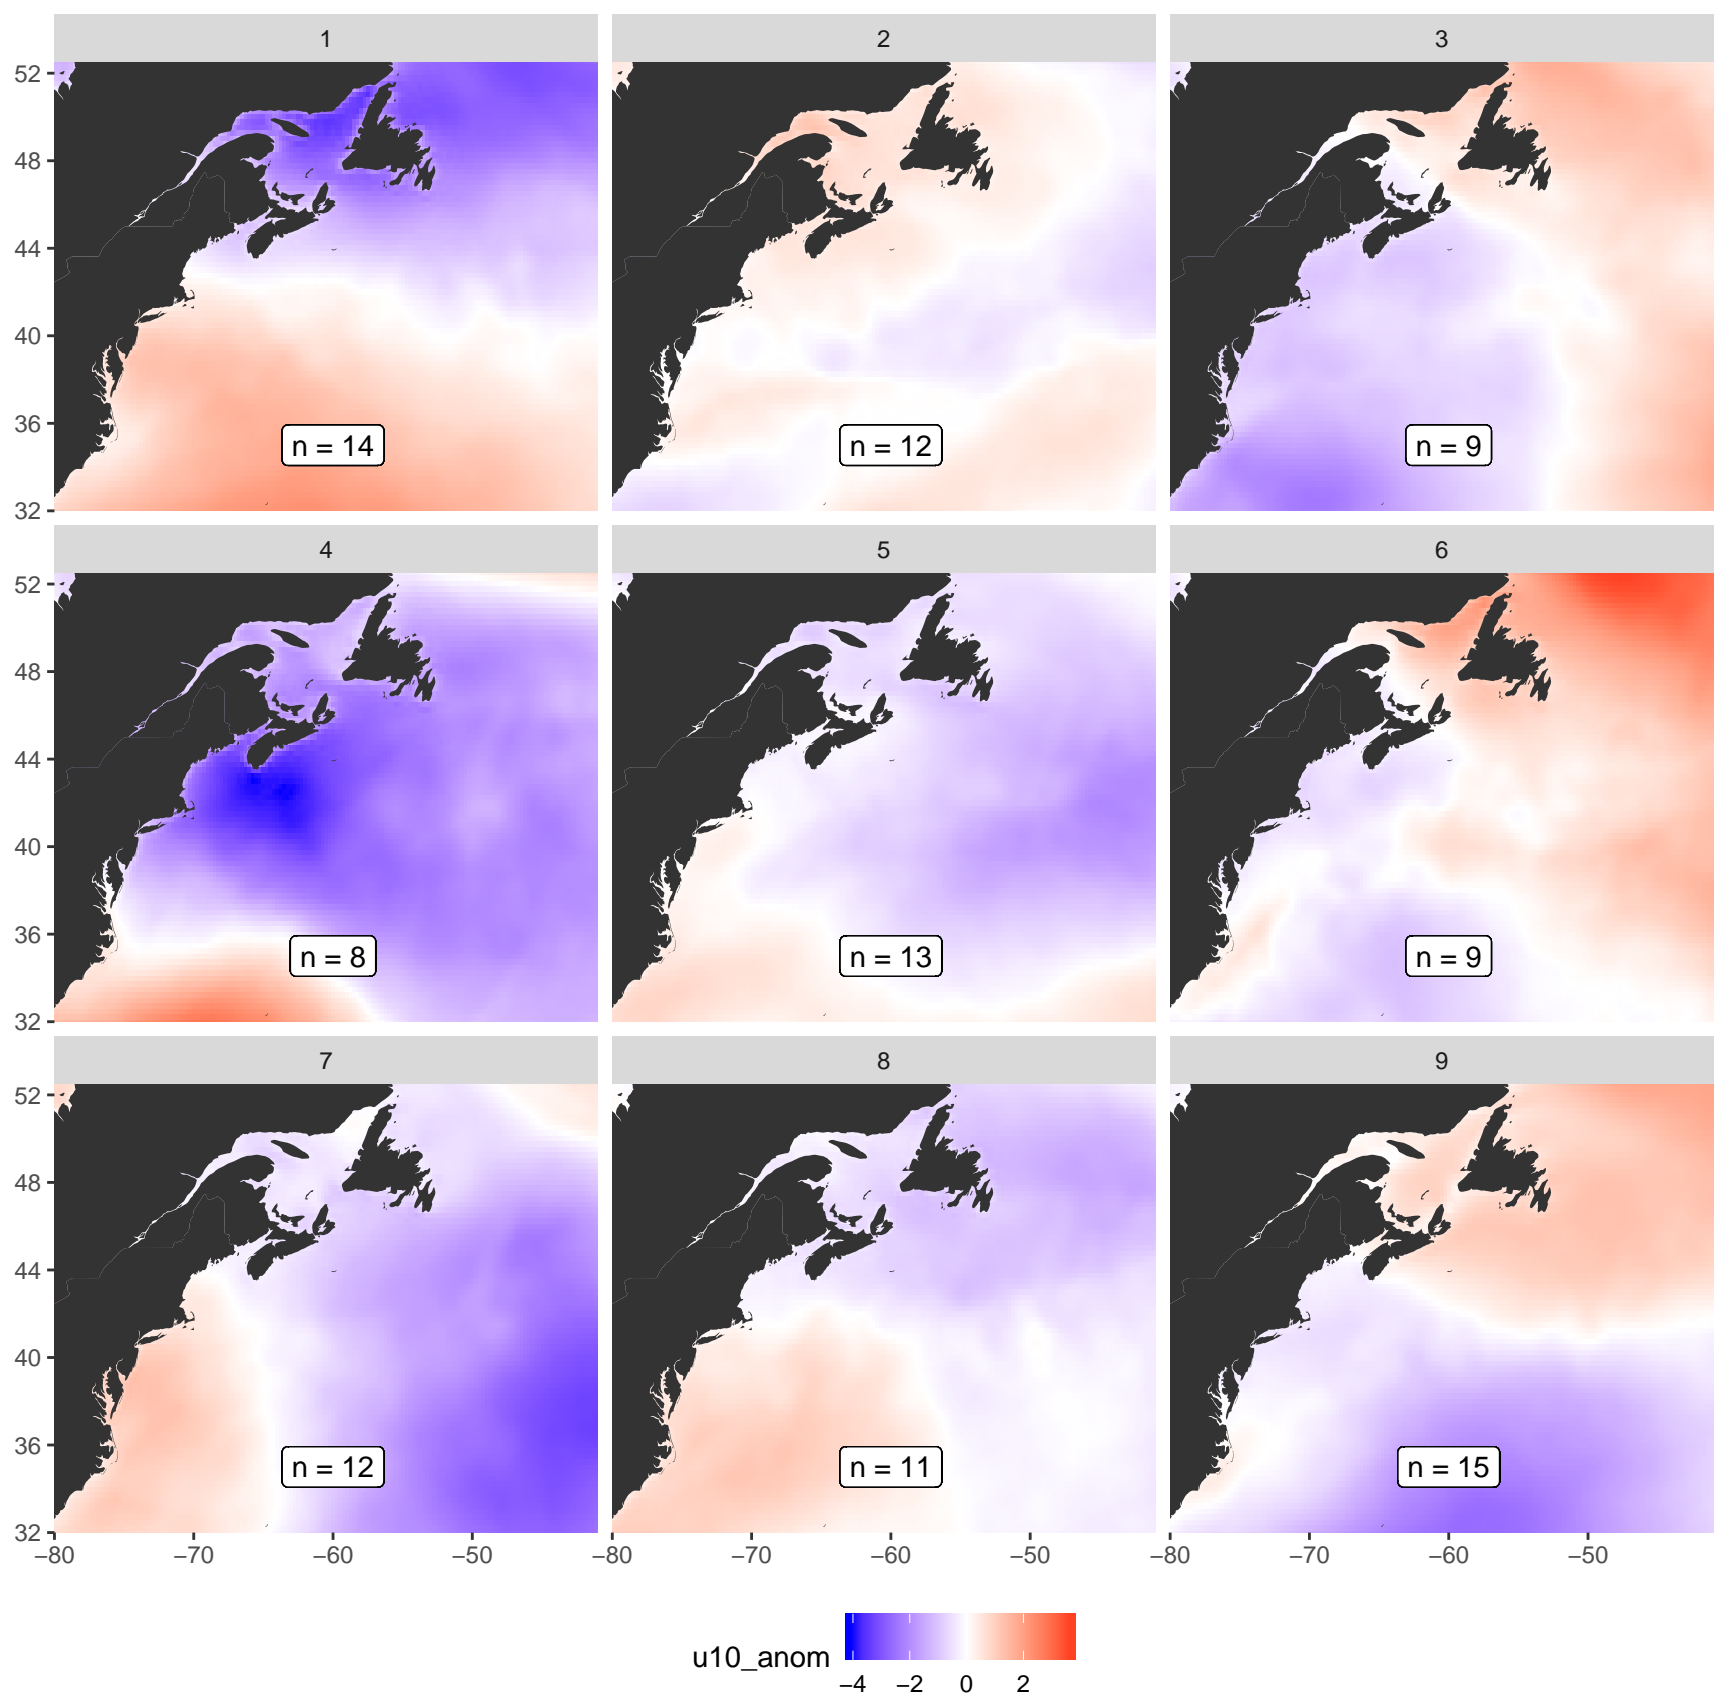 1 2 3
52
48
44
40
36
32
n = 14 n = 12 n = 9
4 5 6
52
48
44
40
36
32
n = 8 n = 13 n = 9
7 8 9
52
48
44
40
36
32
n = 12 n = 11 n = 15
−80 −70 −60 −50 −80 −70 −60 −50 −80 −70 −60 −50
u10_anom
−4 −2 0 2